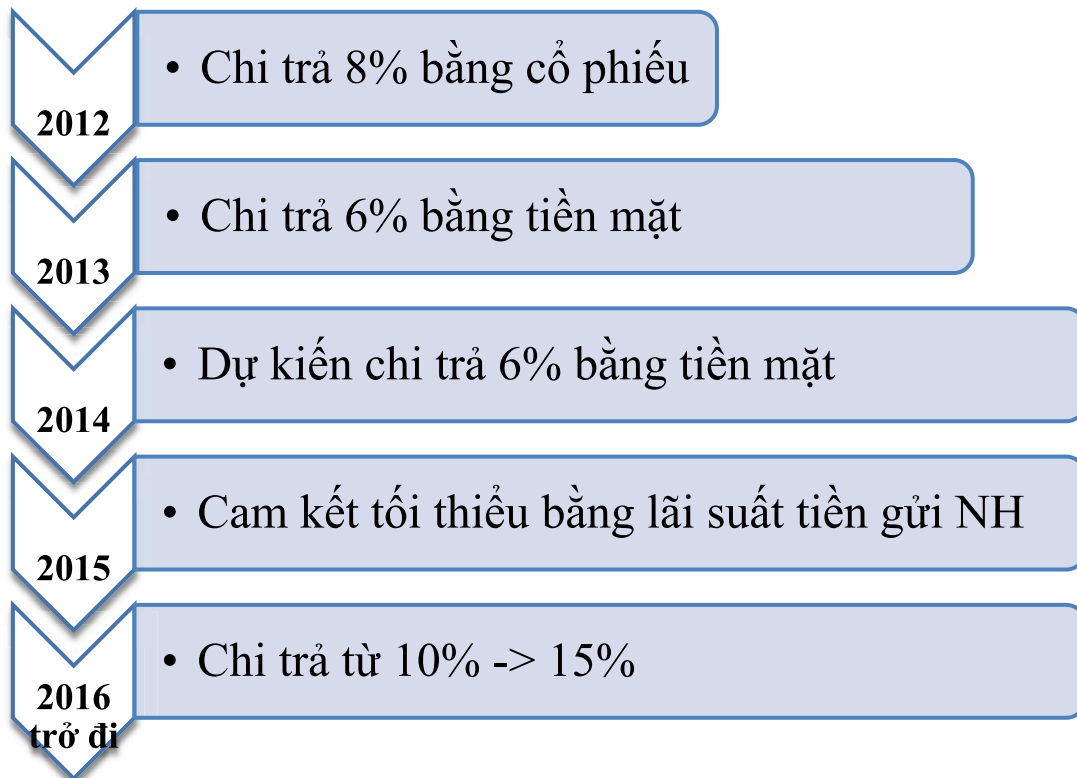 2012
• Chi trả 8% bằng cổ phiếu
2013
• Chi trả 6% bằng tiền mặt
2014
• Dự kiến chi trả 6% bằng tiền mặt
2015
• Cam kết tối thiểu bằng lãi suất tiền gửi NH
2016
trở đi
• Chi trả từ 10% -> 15%